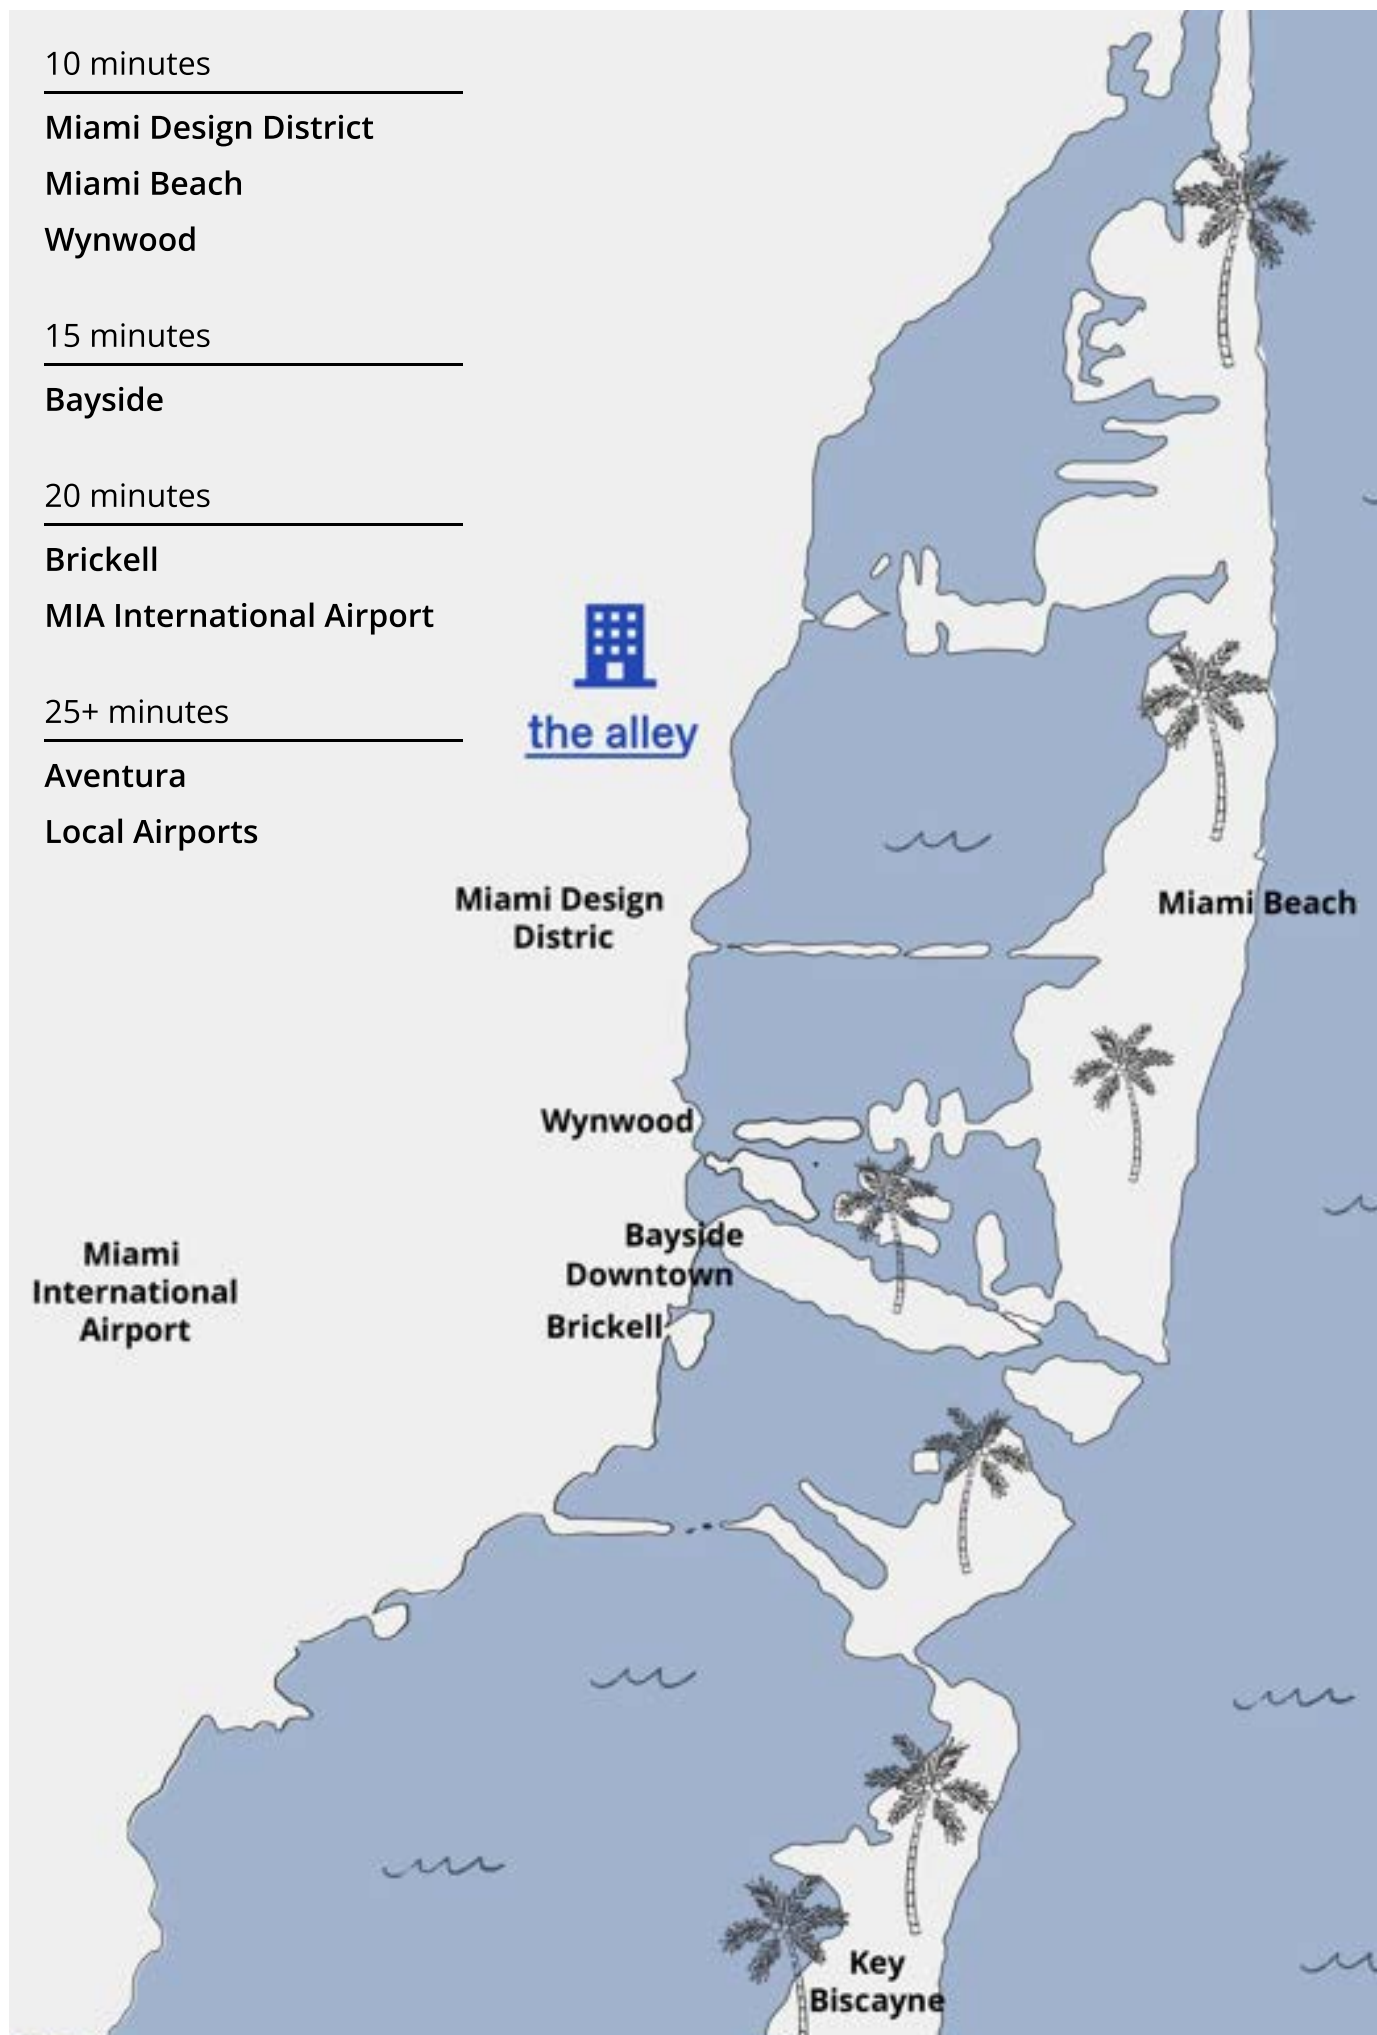 10 minutes
Miami Design District
Miami Beach
Wynwood
15 minutes
Bayside
20 minutes
Brickell
MIA International Airport
25+ minutes
Aventura
Local Airports
the alley
Miami Design
Distric
Miami Beach
Wynwood
Bayside
Downtown
Brickell
Miami
International
Airport
Key
Biscayne